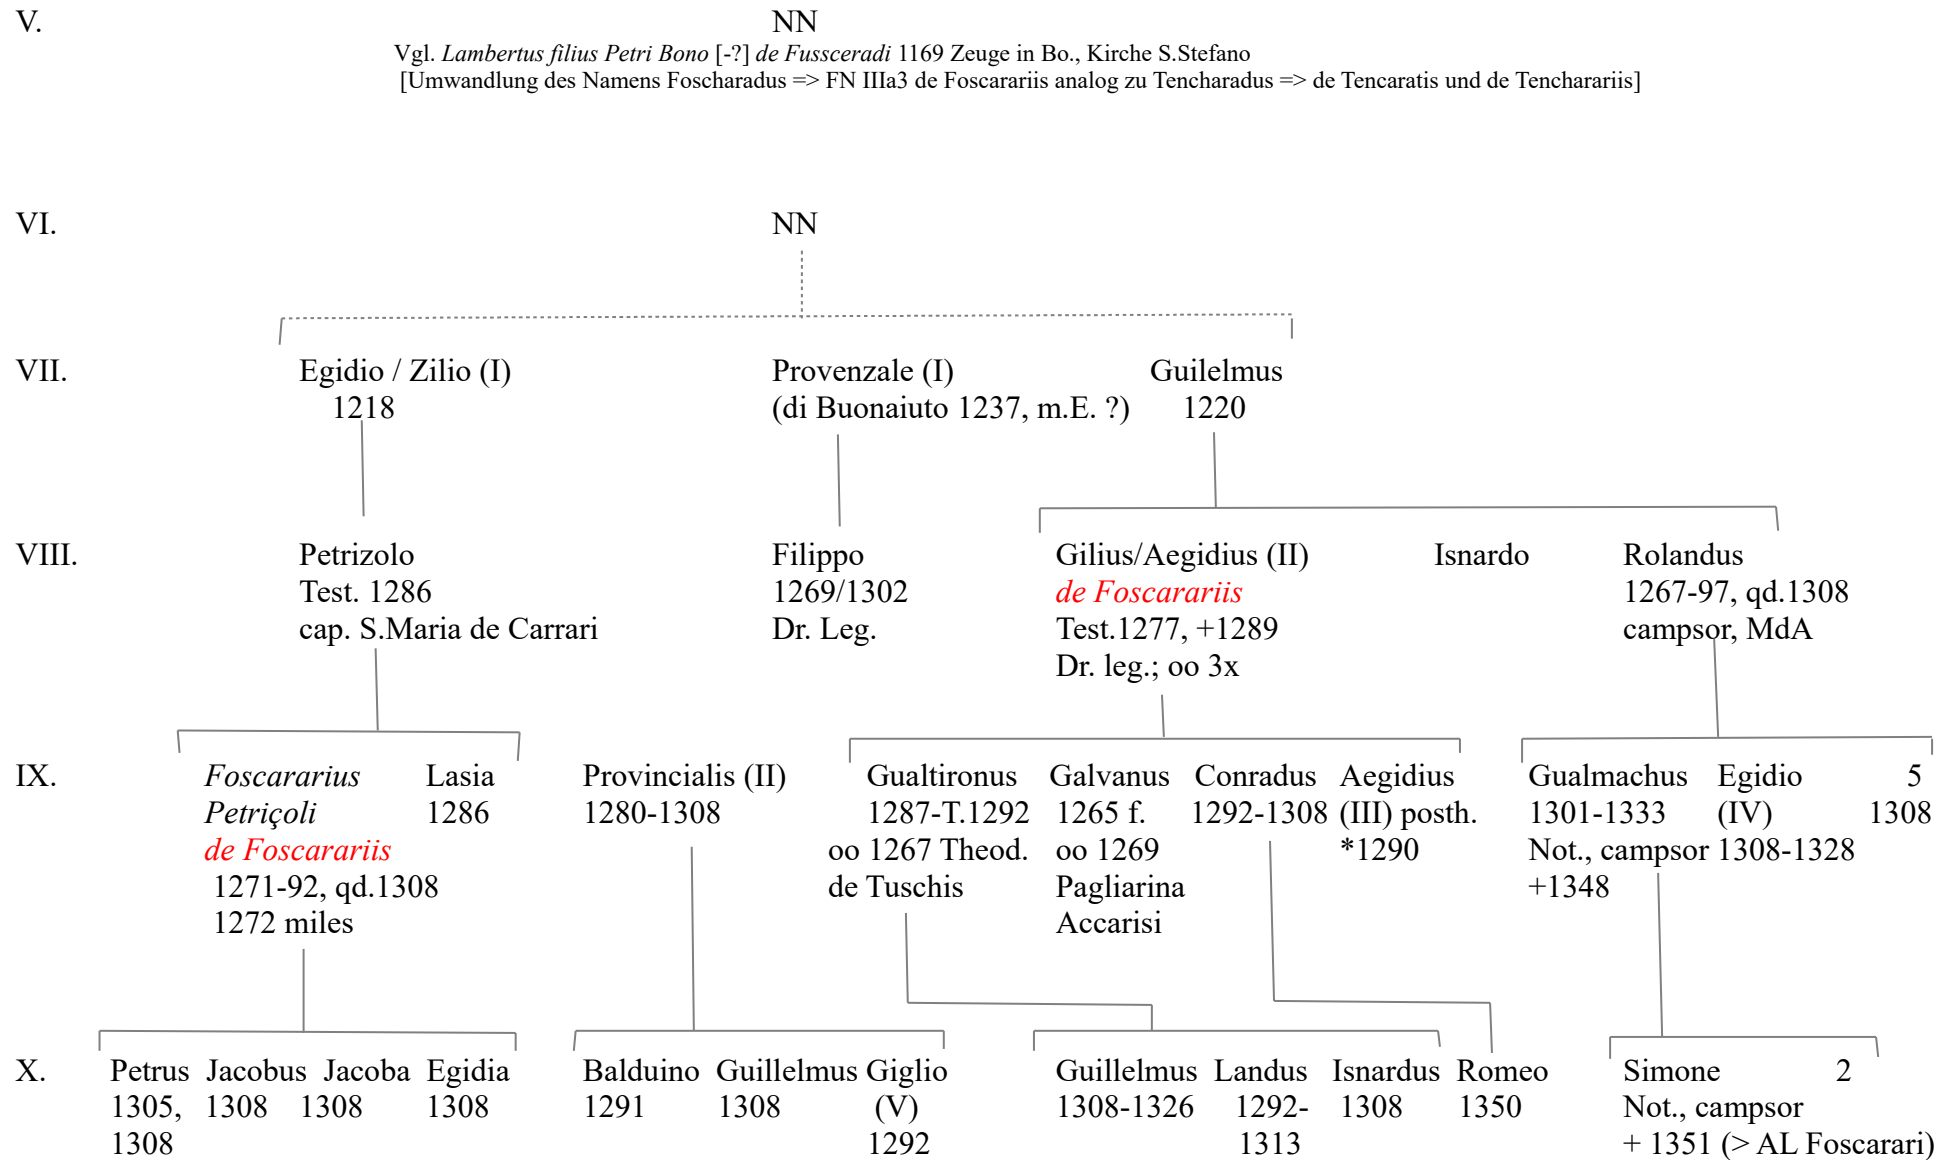 V. NN
Vgl. Lambertus filius Petri Bono [-?] de Fussceradi 1169 Zeuge in Bo., Kirche S.Stefano
[Umwandlung des Namens Foscharadus => FN IIIa3 de Foscarariis analog zu Tencharadus => de Tencaratis und de Tencharariis]
VI. NN
VII. Egidio / Zilio (I) Provenzale (I) Guilelmus
1218 (di Buonaiuto 1237, m.E. ?) 1220
VIII. Petrizolo Filippo Gilius/Aegidius (II) Isnardo Rolandus
Test. 1286 1269/1302 de Foscarariis 1267-97, qd.1308
cap. S.Maria de Carrari Dr. Leg. Test.1277, +1289 campsor, MdA
Dr. leg.; oo 3x
IX. Foscararius Lasia Provincialis (II) Gualtironus Galvanus Conradus Aegidius Gualmachus Egidio 5
Petriçoli 1286 1280-1308 1287-T.1292 1265 f. 1292-1308 (III) posth. 1301-1333 (IV) 1308
de Foscarariis oo 1267 Theod. oo 1269 *1290 Not., campsor 1308-1328
1271-92, qd.1308 de Tuschis Pagliarina +1348
1272 miles Accarisi
X. Petrus Jacobus Jacoba Egidia Balduino Guillelmus Giglio Guillelmus Landus Isnardus Romeo Simone 2
1305, 1308 1308 1308 1291 1308 (V) 1308-1326 1292- 1308 1350 Not., campsor
1308 1292 1313 + 1351 (> AL Foscarari)